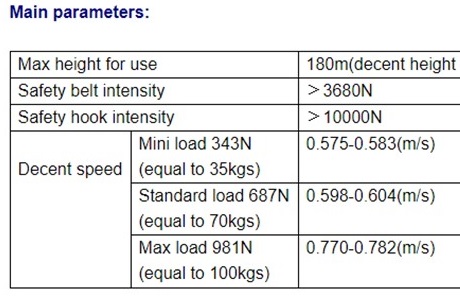 Main parameters:
Max height for use 180m(decent height
Safety belt intensity ＞3680N
Safety hook intensity ＞10000N
Decent speed
Mini load 343N 0.575-0.583(m/s)
(equal to 35kgs)
Standard load 687N 0.598-0.604(m/s)
(equal to 70kgs)
Max load 981N 0.770-0.782(m/s)
(equal to 100kgs)